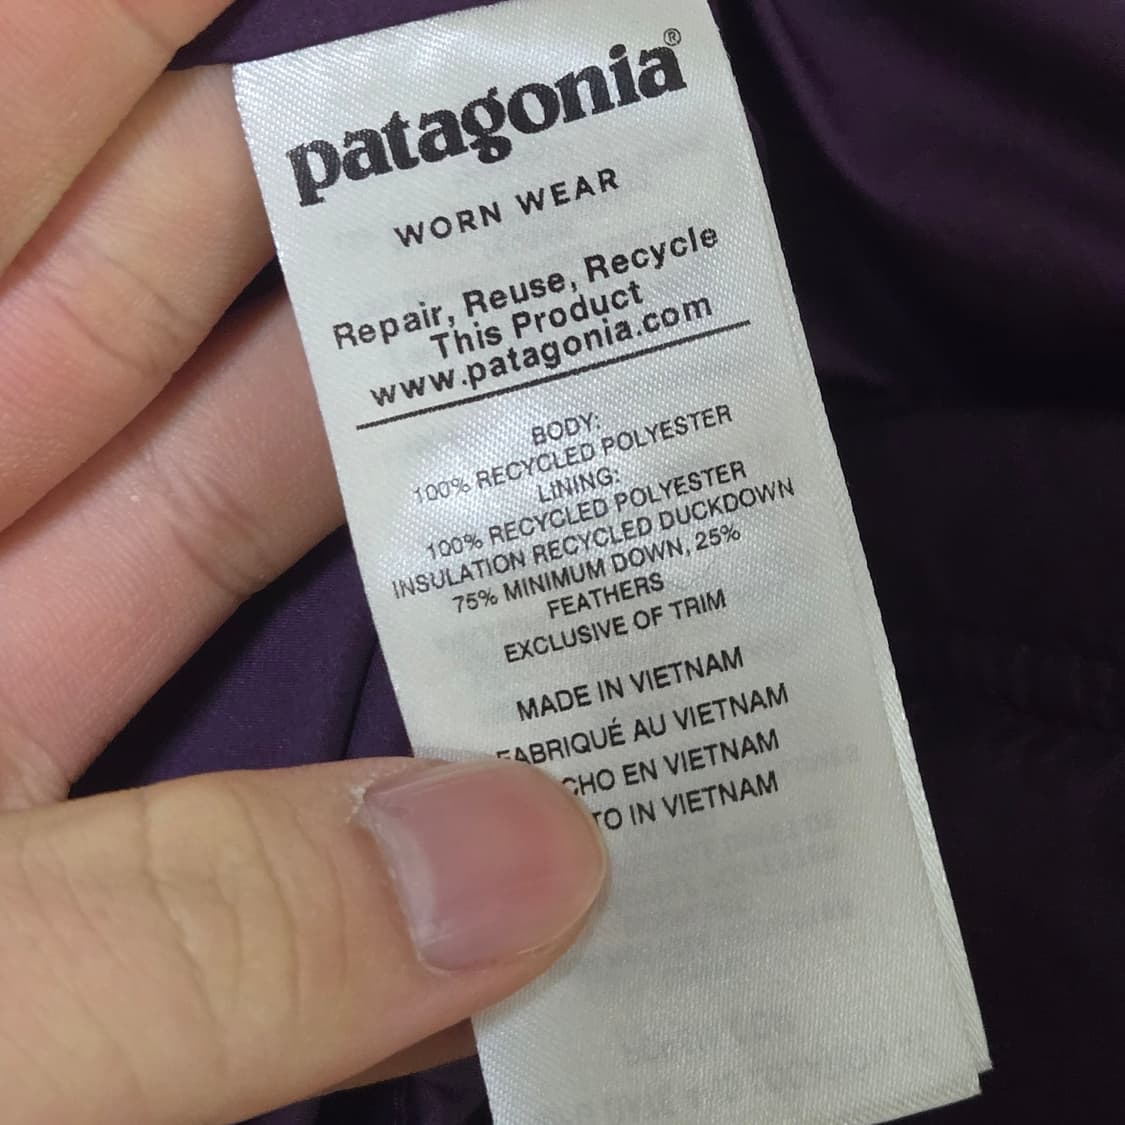 patagonia®
WORN WEAR
Repair, Reuse, Recycle
This Product
www.patagonia.com
BODY:
100% RECYCLED POLYESTER
LINING:
100% RECYCLED POLYESTER
INSULATION RECYCLED DUCKDOWN
75% MINIMUM DOWN, 25%
FEATHERS
EXCLUSIVE OF TRIM
MADE IN VIETNAM
FABRIQUÉ AU VIETNAM
CHO EN VIETNAM
TO IN VIETNAM